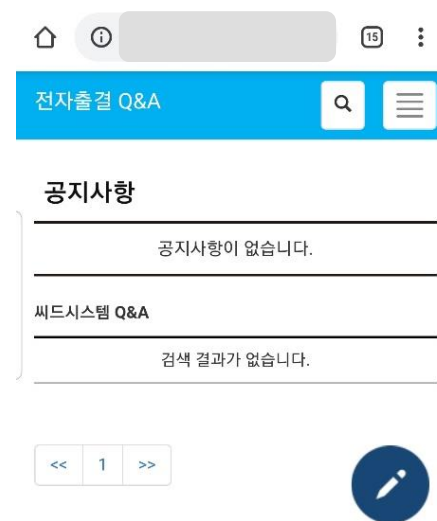 15
전자출결 Q&A
공지사항
공지사항이 없습니다.
씨드시스템 Q&A
검색 결과가 없습니다.
<< 1 >>